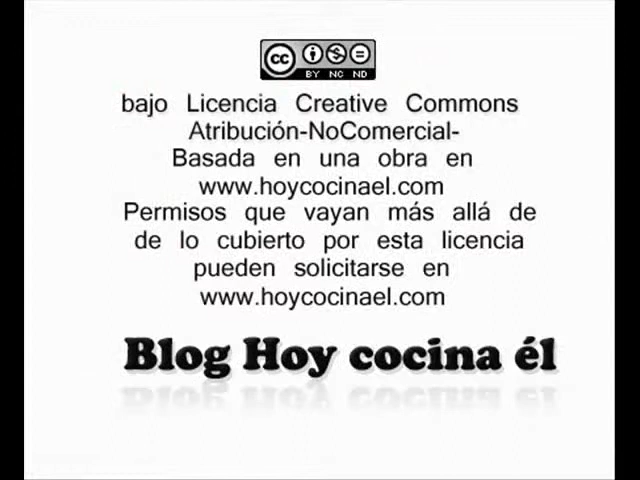 cc BY NC ND
bajo Licencia Creative Commons
Atribución-NoComercial-
Basada en una obra en
www.hoycocinael.com
Permisos que vayan más allá de
de lo cubierto por esta licencia
pueden solicitarse en
www.hoycocinael.com
Blog Hoy cocina él